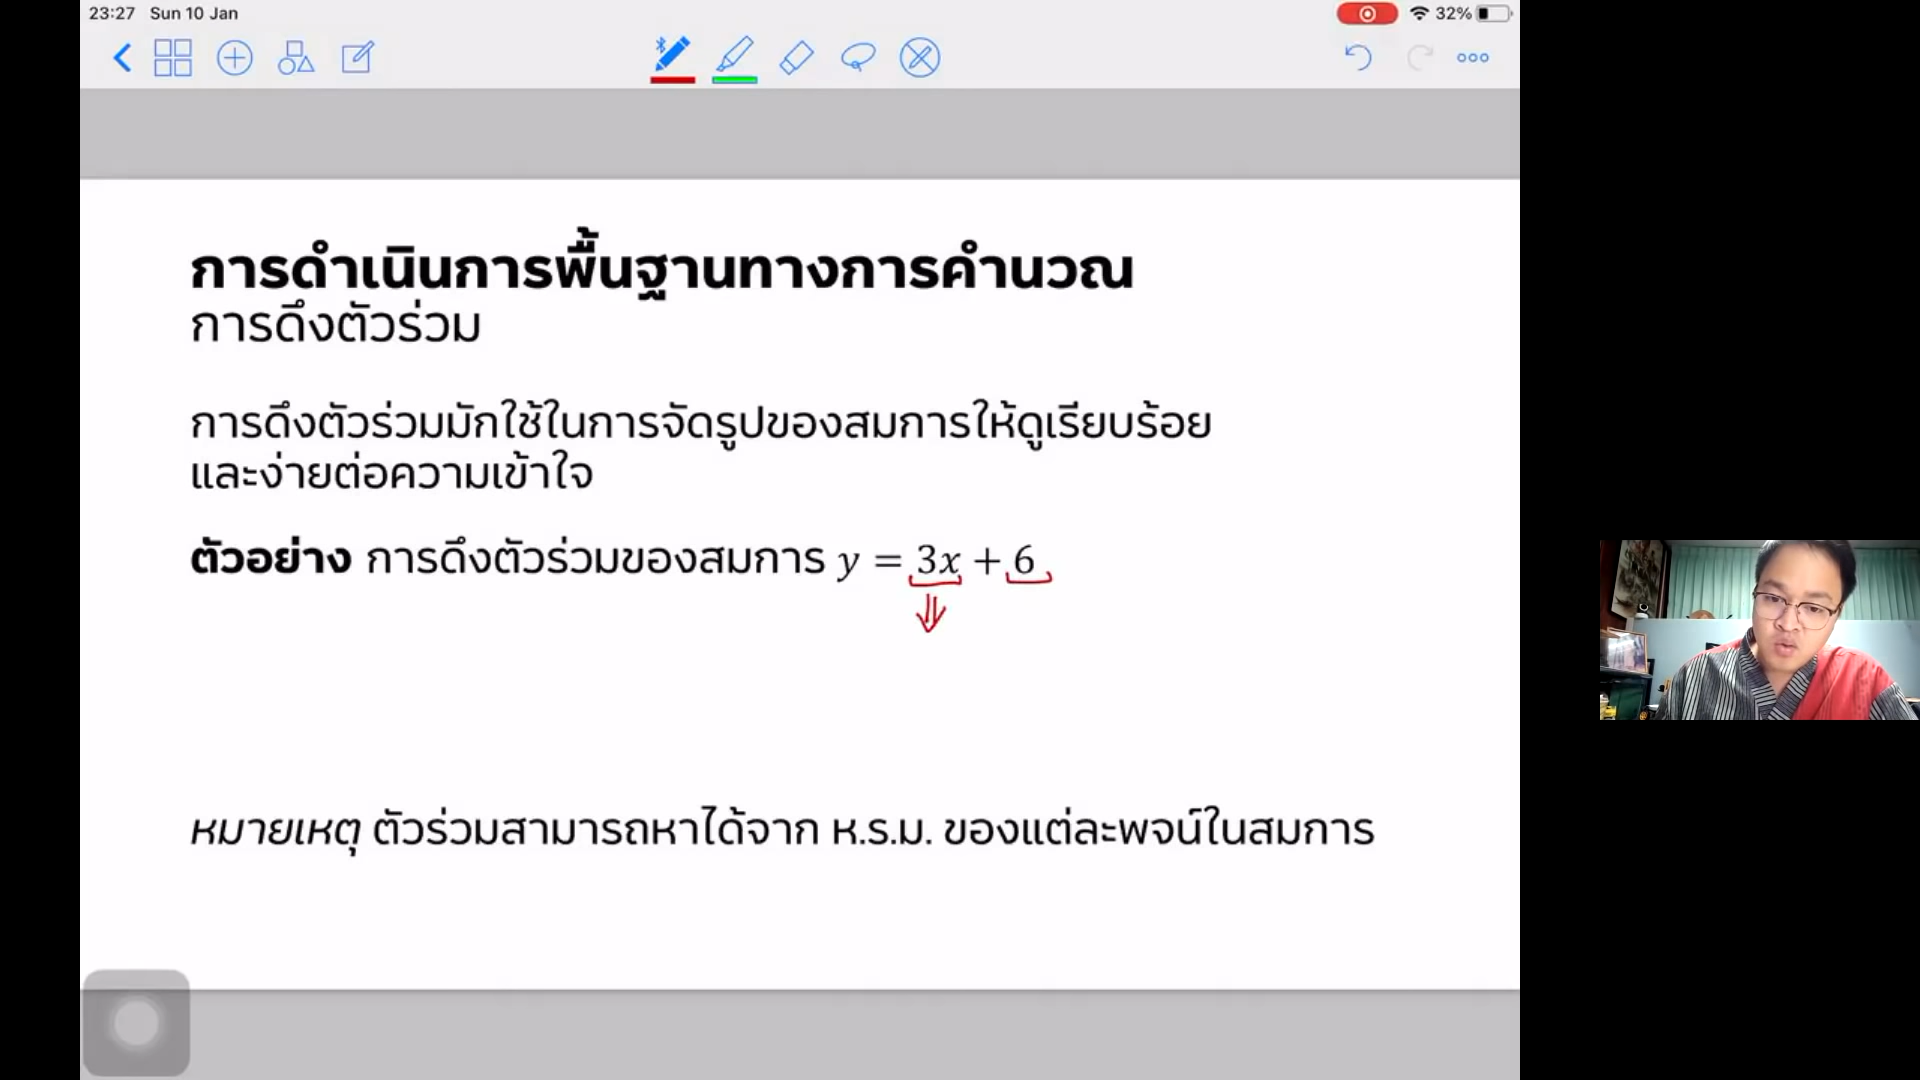 23:27 Sun 10 Jan
32%
การดำเนินการพื้นฐานทางการคำนวณ
การดึงตัวร่วม
การดึงตัวร่วมมักใช้ในการจัดรูปของสมการให้ดูเรียบร้อย
และง่ายต่อความเข้าใจ
ตัวอย่าง การดึงตัวร่วมของสมการ y = 3x + 6
หมายเหตุ ตัวร่วมสามารถหาได้จาก ห.ร.ม. ของแต่ละพจน์ในสมการ